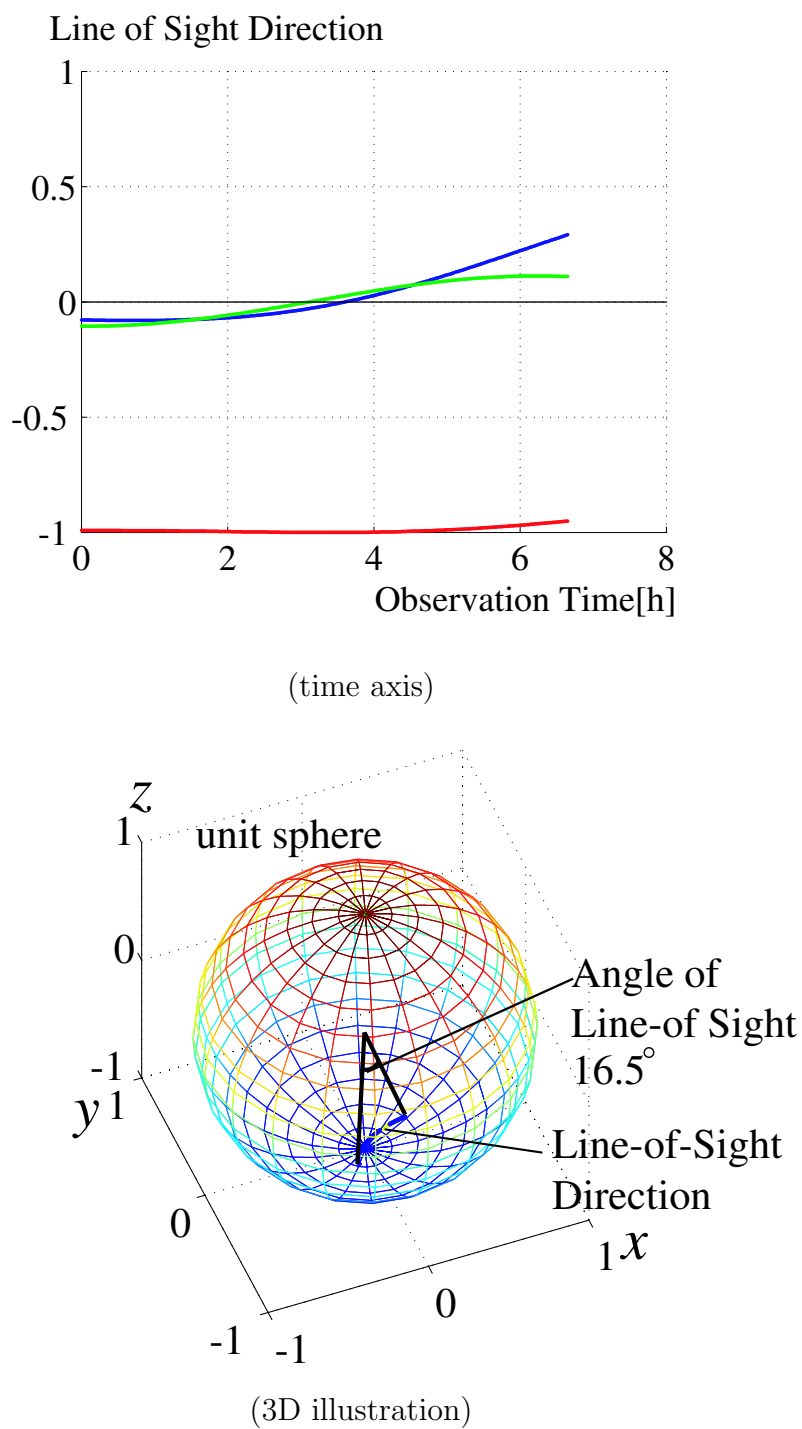 Line of Sight Direction
1
0.5
0
-0.5
-1
0 2 4 6 8
Observation Time[h]
(time axis)
z
1
unit sphere
0
Angle of
Line-of Sight
16.5°
-1
y 1
Line-of-Sight
Direction
0
1 x
0
-1 -1
(3D illustration)